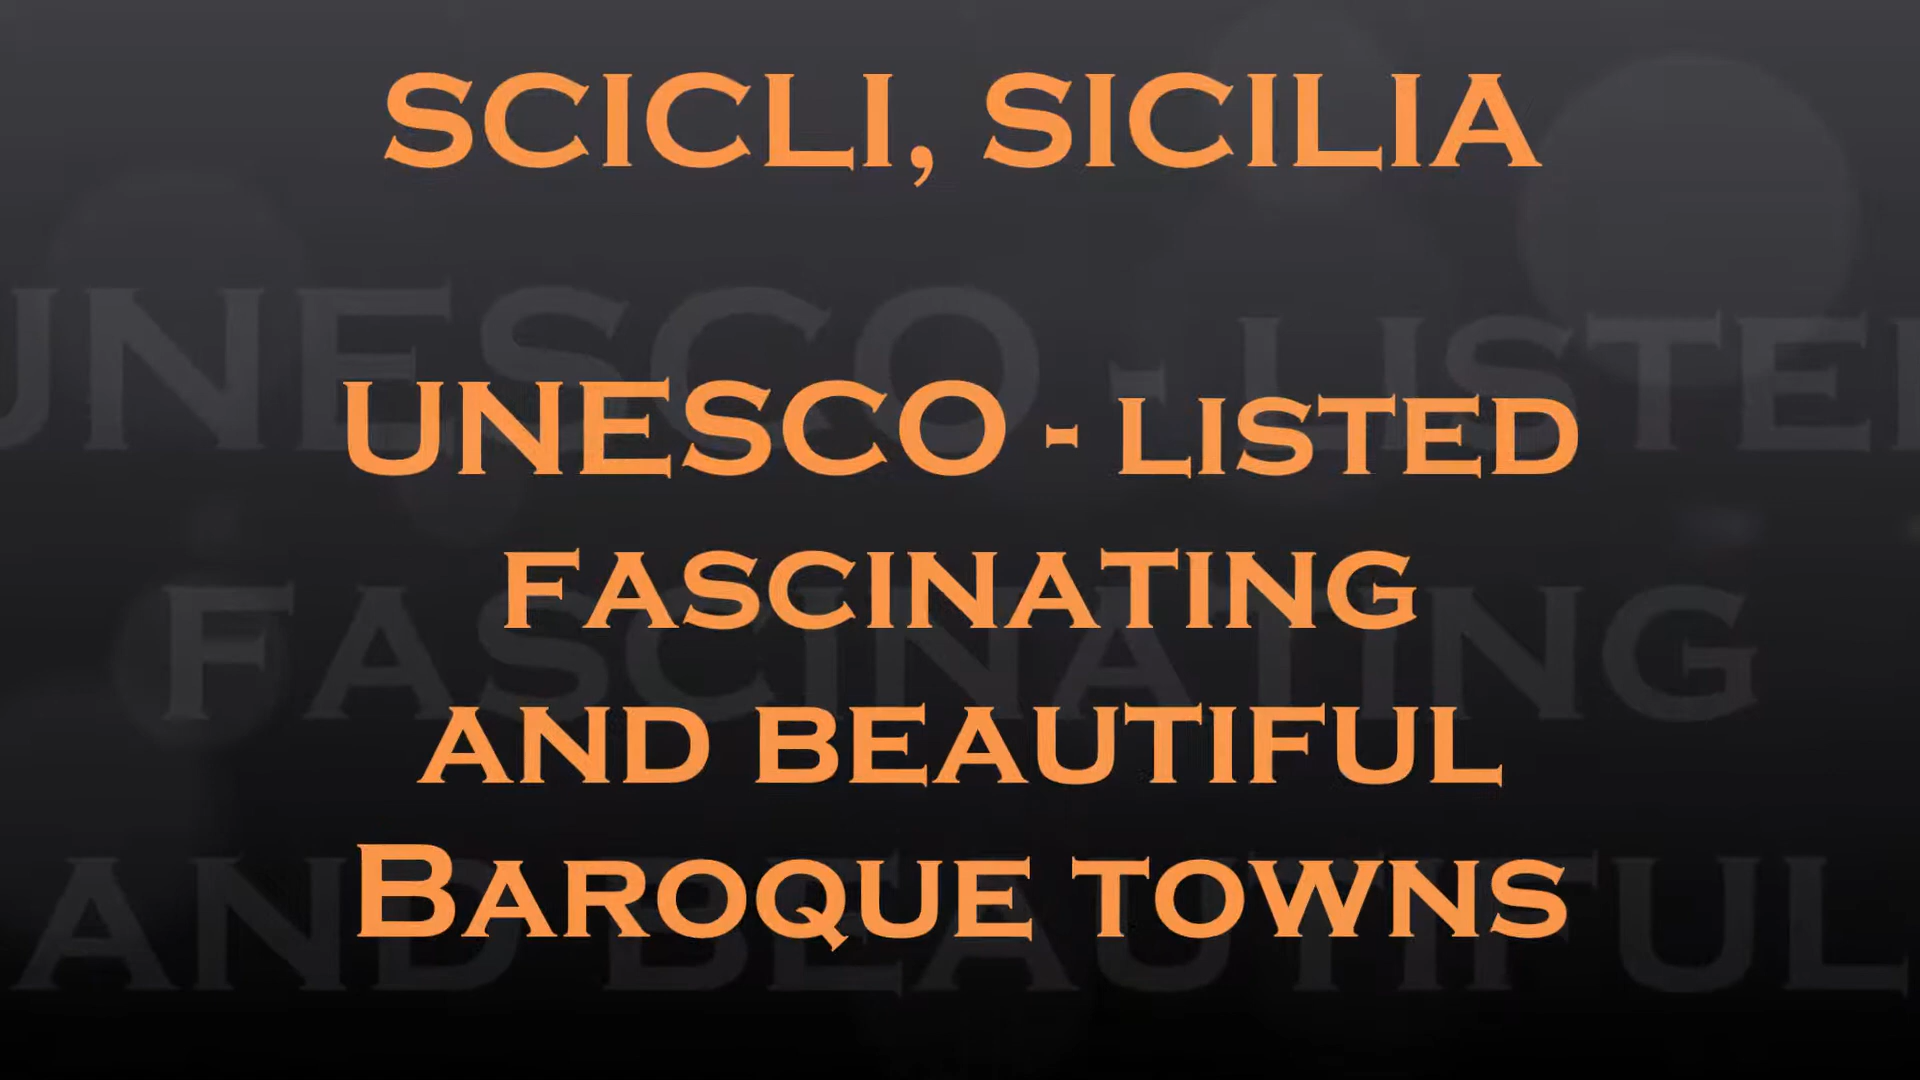 SCICLI, SICILIA
UNESCO - LISTED
FASCINATING
AND BEAUTIFUL
BAROQUE TOWNS